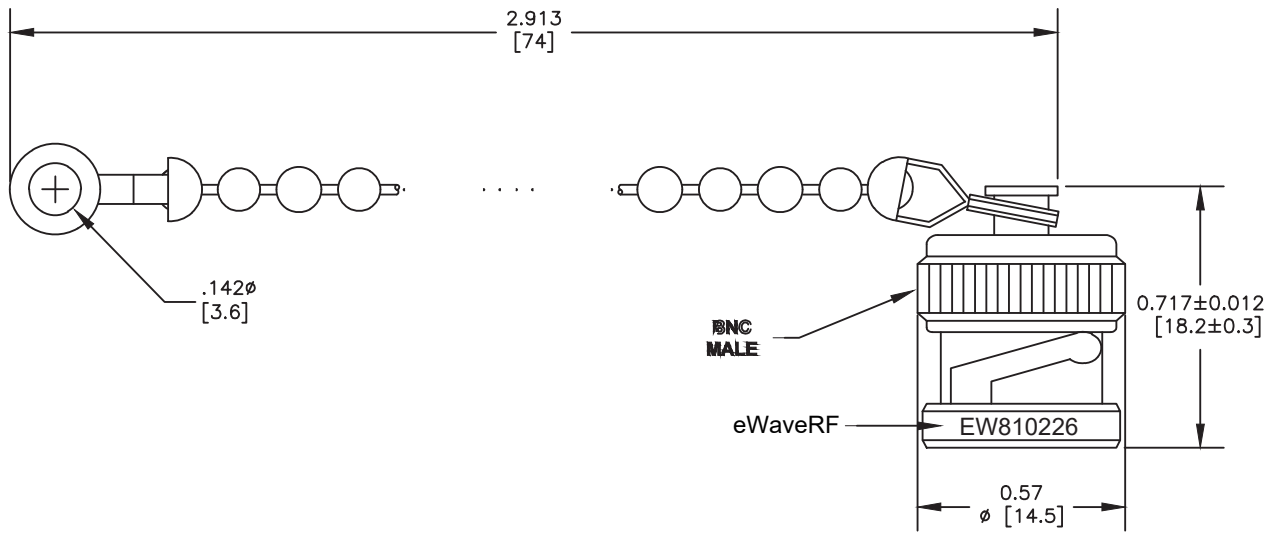 2.913
[74]
.142ø
[3.6]
BNC
MALE
0.717±0.012
[18.2±0.3]
eWaveRF
EW810226
0.57
ø [14.5]